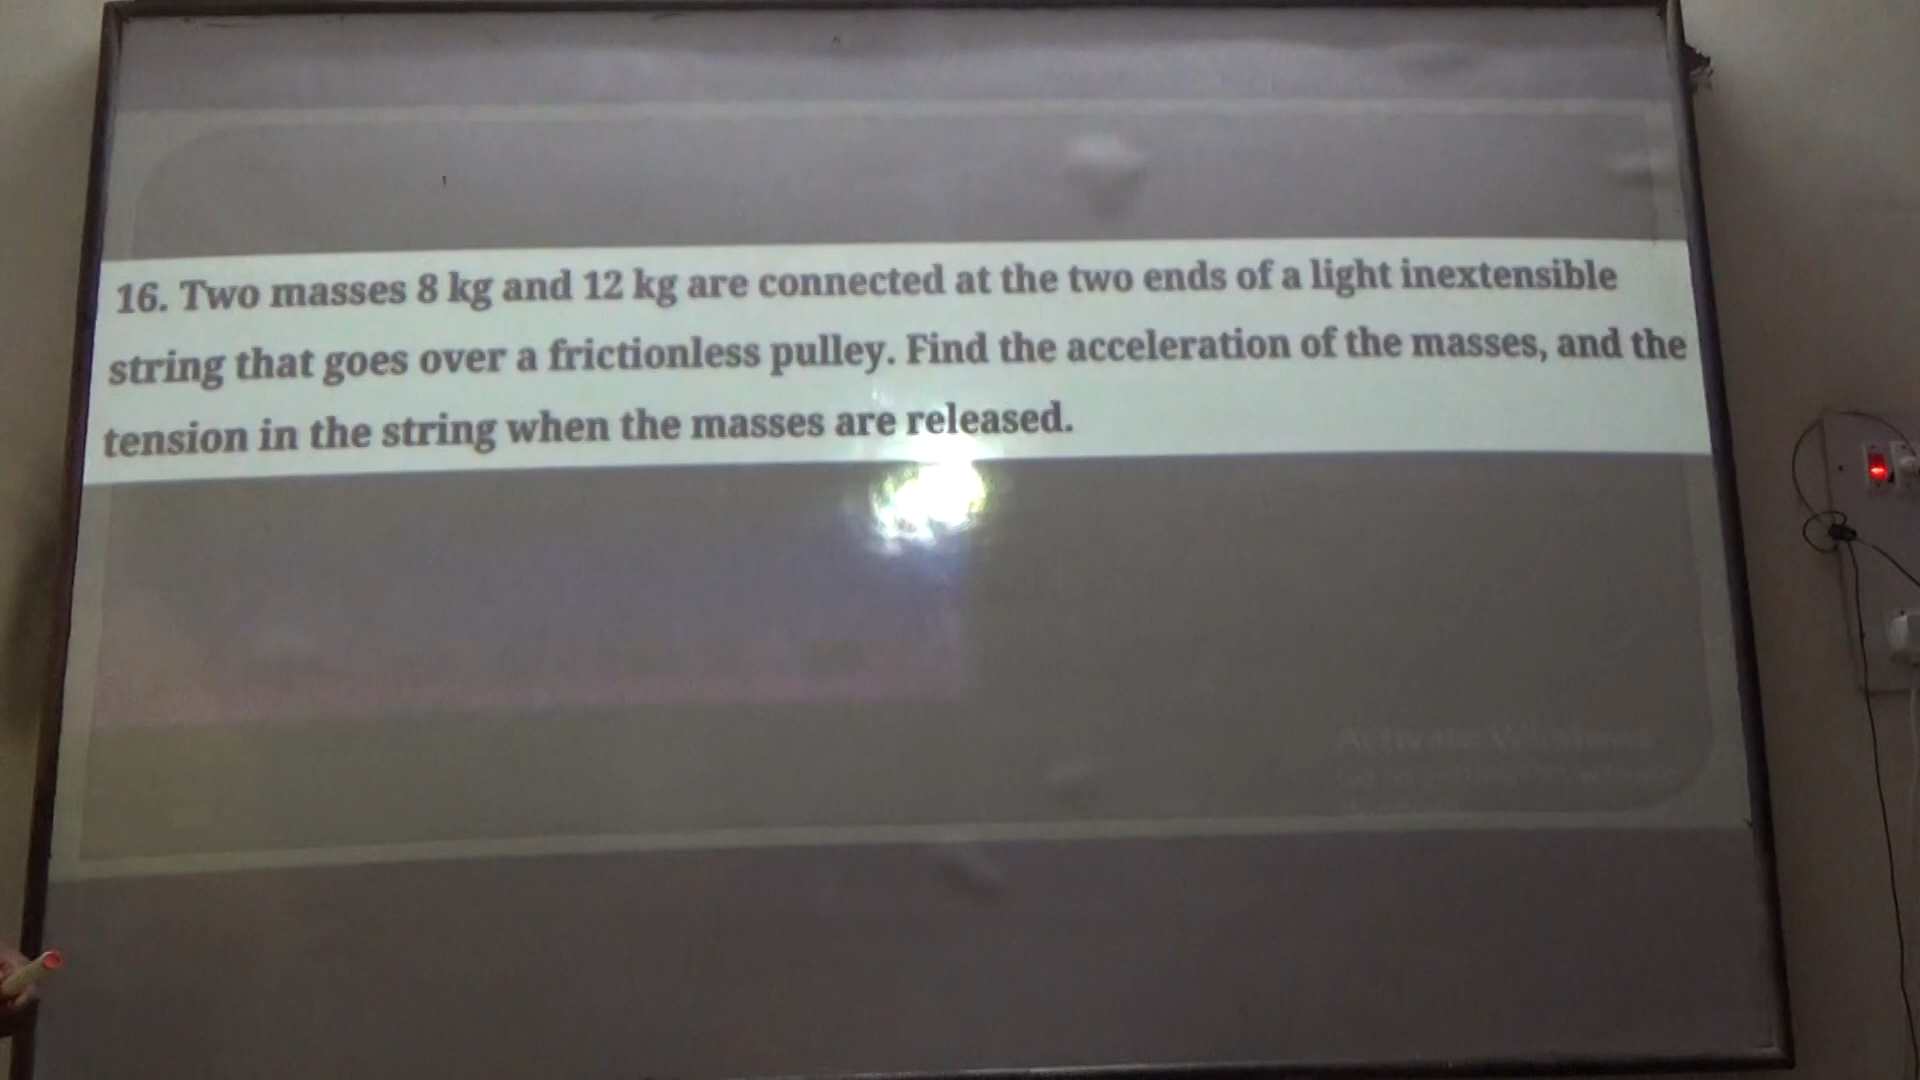 16. Two masses 8 kg and 12 kg are connected at the two ends of a light inextensible
string that goes over a frictionless pulley. Find the acceleration of the masses, and the
tension in the string when the masses are released.
Activate Windows